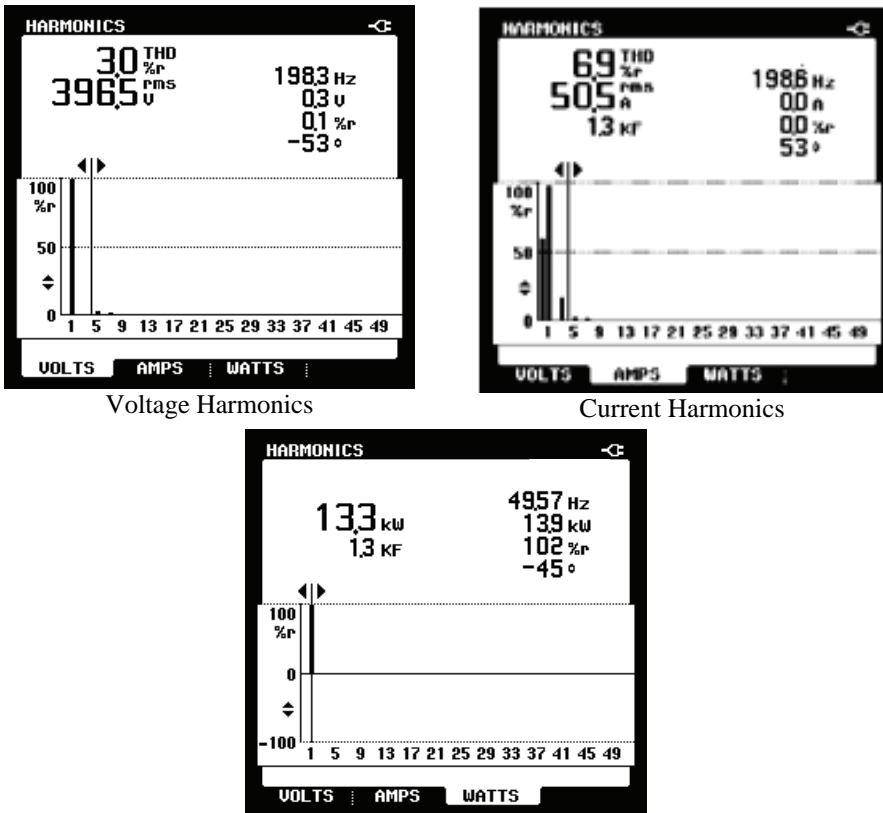 HARMONICS
3.0 THD %r
396.5 rms V
198.3 Hz
0.3 V
0.1 %r
-53 °
100
%r
50
0
1 5 9 13 17 21 25 29 33 37 41 45 49
VOLTS AMPS WATTS
Voltage Harmonics
HARMONICS
6.9 THD %r
50.5 rms A
1.3 KF
198.6 Hz
0.0 A
0.0 %r
53 °
100
%r
50
0
1 5 9 13 17 21 25 29 33 37 41 45 49
VOLTS AMPS WATTS
Current Harmonics
HARMONICS
13.3 kW
1.3 KF
49.57 Hz
13.9 kW
102 %r
-45 °
100
%r
0
-100
1 5 9 13 17 21 25 29 33 37 41 45 49
VOLTS AMPS WATTS